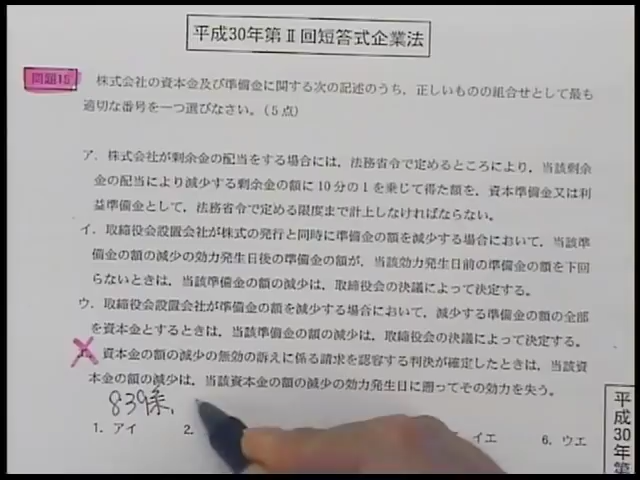 平成30年第Ⅱ回短答式企業法
問題15 株式会社の資本金及び準備金に関する次の記述のうち,正しいものの組合せとして最も
適切な番号を一つ選びなさい。(5点)
ア.株式会社が剰余金の配当をする場合には,法務省令で定めるところにより,当該剰余
金の配当により減少する剰余金の額に10分の1を乗じて得た額を,資本準備金又は利
益準備金として,法務省令で定める限度まで計上しなければならない。
イ.取締役会設置会社が株式の発行と同時に準備金の額を減少する場合において,当該準
備金の額の減少の効力発生日後の準備金の額が,当該効力発生日前の準備金の額を下回
らないときは,当該準備金の額の減少は,取締役会の決議によって決定する。
ウ.取締役会設置会社が準備金の額を減少する場合において,減少する準備金の額の全部
を資本金とするときは,当該準備金の額の減少は,取締役会の決議によって決定する。
資本金の額の減少の無効の訴えに係る請求を認容する判決が確定したときは,当該資
本金の額の減少は,当該資本金の額の減少の効力発生日に遡ってその効力を失う。
839条,
1.アイ 2. イエ 6.ウエ
平成30年第